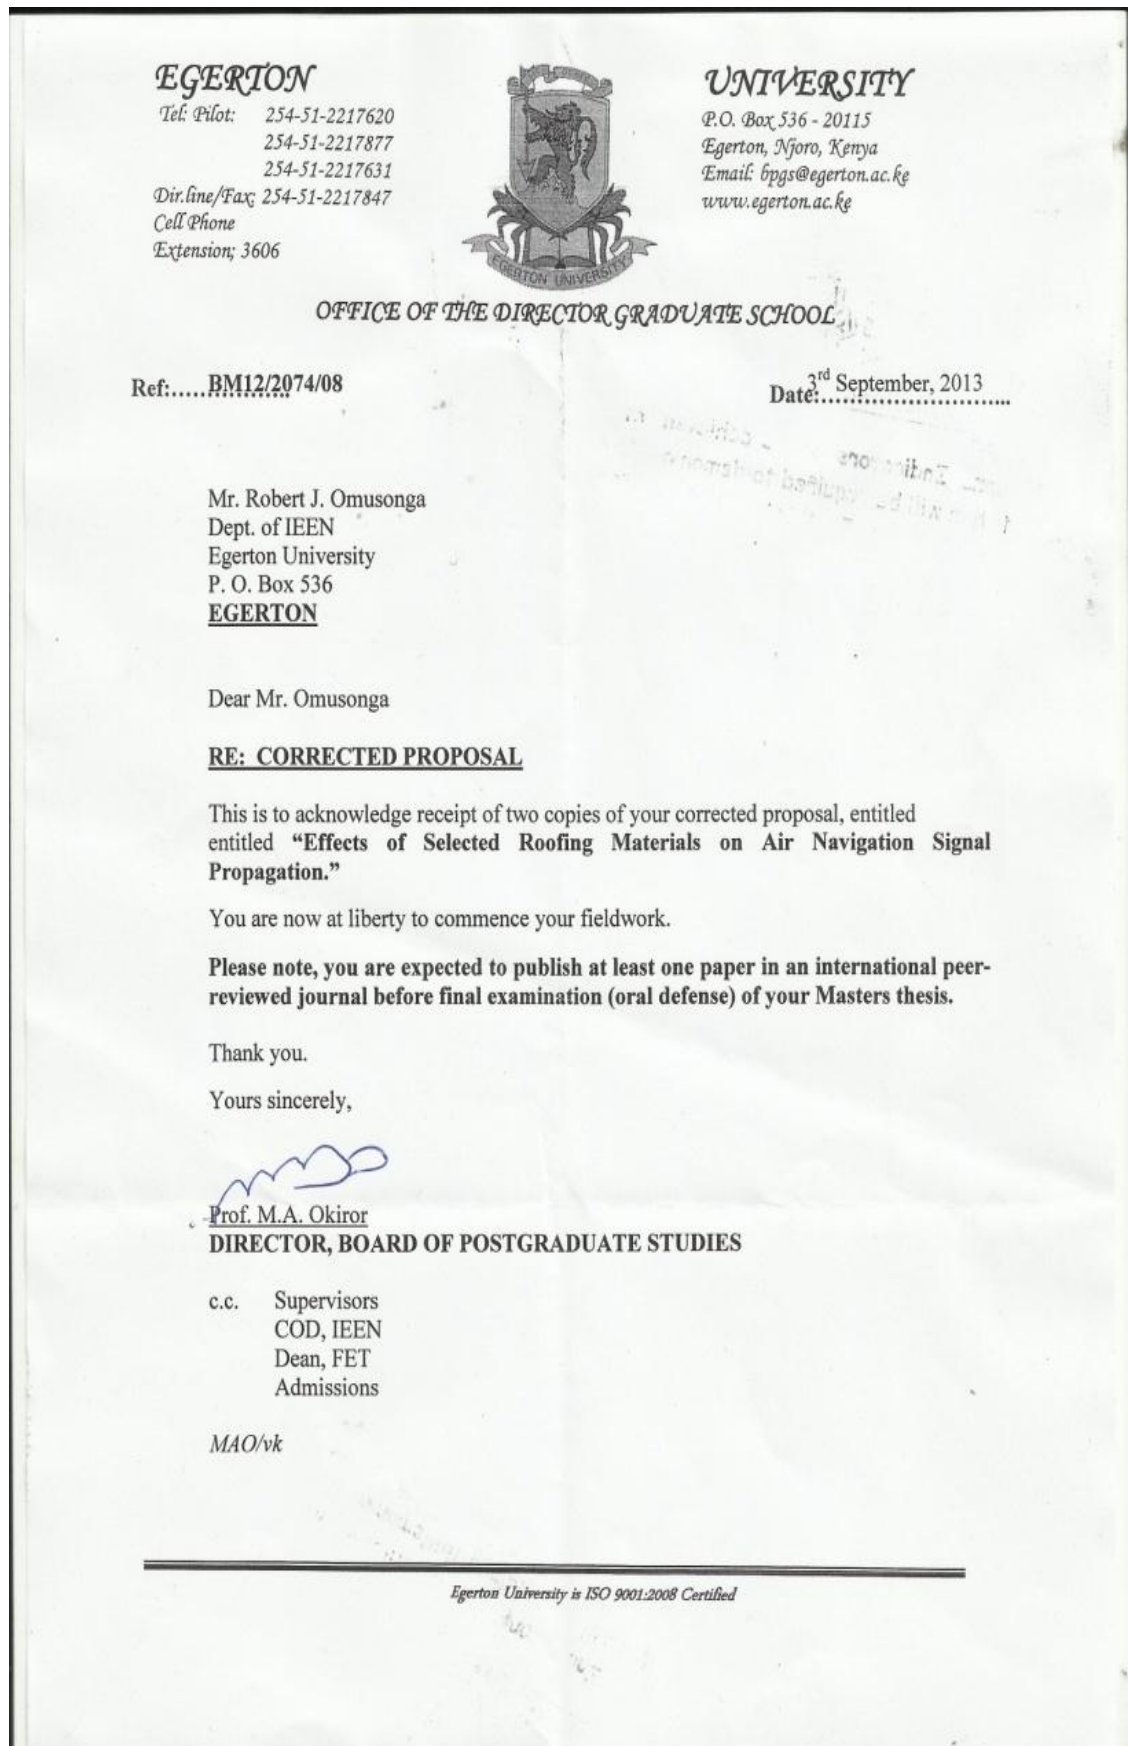 EGERTON
UNIVERSITY
Tel: Pilot: 254-51-2217620
254-51-2217877
254-51-2217631
Dir.line/Fax; 254-51-2217847
Cell Phone
Extension; 3606
P.O. Box 536 - 20115
Egerton, Njoro, Kenya
Email: bpgs@egerton.ac.ke
www.egerton.ac.ke
EGERTON UNIVERSITY
OFFICE OF THE DIRECTOR GRADUATE SCHOOL
Ref:.....BM12/2074/08
Date:3rd September, 2013
Mr. Robert J. Omusonga
Dept. of IEEN
Egerton University
P. O. Box 536
EGERTON
Dear Mr. Omusonga
RE: CORRECTED PROPOSAL
This is to acknowledge receipt of two copies of your corrected proposal, entitled
entitled “Effects of Selected Roofing Materials on Air Navigation Signal
Propagation.”
You are now at liberty to commence your fieldwork.
Please note, you are expected to publish at least one paper in an international peer-
reviewed journal before final examination (oral defense) of your Masters thesis.
Thank you.
Yours sincerely,
Prof. M.A. Okiror
DIRECTOR, BOARD OF POSTGRADUATE STUDIES
c.c. Supervisors
COD, IEEN
Dean, FET
Admissions
MAO/vk
Egerton University is ISO 9001:2008 Certified